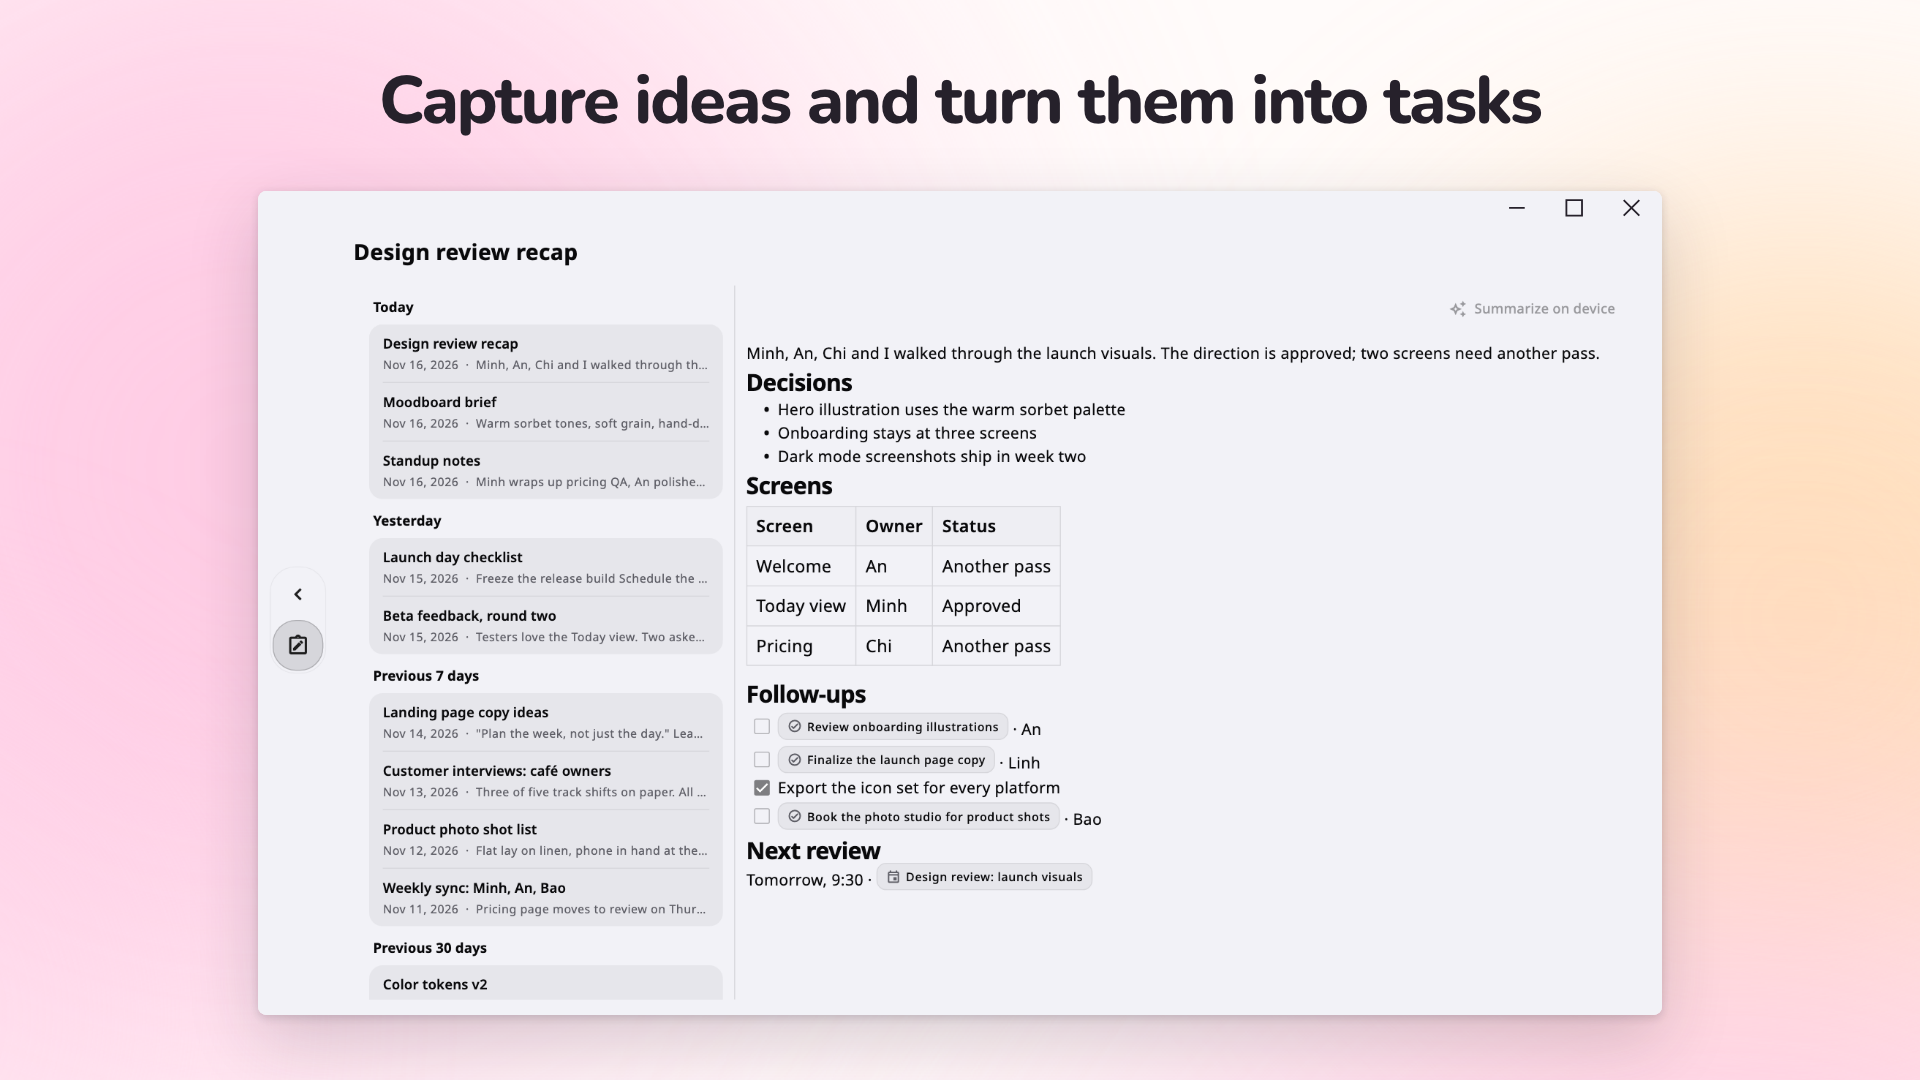 Capture ideas and turn them into tasks
Design review recap
Today
Design review recap
Nov 16, 2026 · Minh, An, Chi and I walked through th...
Moodboard brief
Nov 16, 2026 · Warm sorbet tones, soft grain, hand-d...
Standup notes
Nov 16, 2026 · Minh wraps up pricing QA, An polishe...
Yesterday
Launch day checklist
Nov 15, 2026 · Freeze the release build Schedule the ...
Beta feedback, round two
Nov 15, 2026 · Testers love the Today view. Two aske...
Previous 7 days
Landing page copy ideas
Nov 14, 2026 · "Plan the week, not just the day." Lea...
Customer interviews: café owners
Nov 13, 2026 · Three of five track shifts on paper. All ...
Product photo shot list
Nov 12, 2026 · Flat lay on linen, phone in hand at the...
Weekly sync: Minh, An, Bao
Nov 11, 2026 · Pricing page moves to review on Thur...
Previous 30 days
Color tokens v2
Summarize on device
Minh, An, Chi and I walked through the launch visuals. The direction is approved; two screens need another pass.
Decisions
• Hero illustration uses the warm sorbet palette
• Onboarding stays at three screens
• Dark mode screenshots ship in week two
Screens
Screen Owner Status
Welcome An Another pass
Today view Minh Approved
Pricing Chi Another pass
Follow-ups
Review onboarding illustrations · An
Finalize the launch page copy · Linh
Export the icon set for every platform
Book the photo studio for product shots · Bao
Next review
Tomorrow, 9:30 · Design review: launch visuals